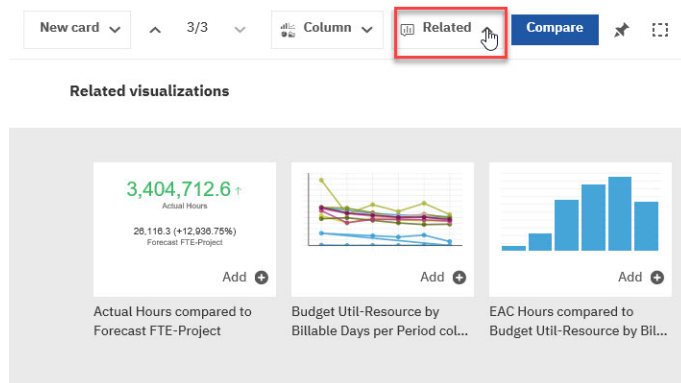 New card
3/3
Column
Related
Compare
Related visualizations
3,404,712.6↑
Actual Hours
26,116.3 (+12,936.75%)
Forecast FTE-Project
Add
Add
Add
Actual Hours compared to
Forecast FTE-Project
Budget Util-Resource by
Billable Days per Period col...
EAC Hours compared to
Budget Util-Resource by Bil...